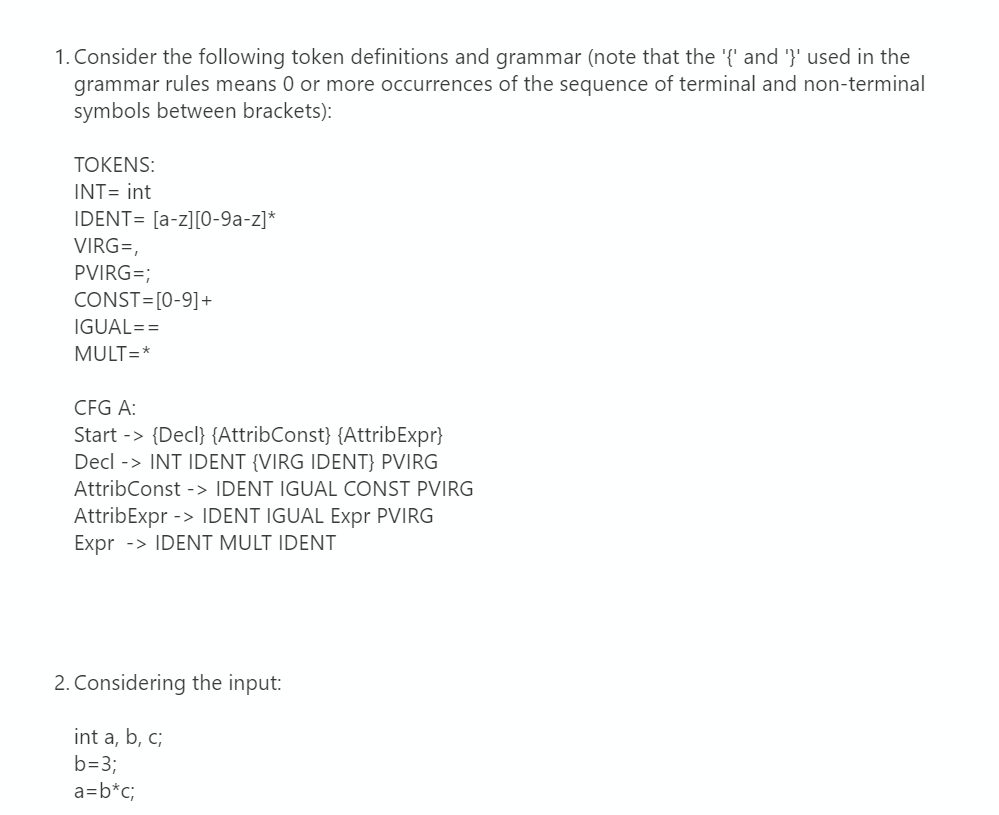 1. Consider the following token definitions and grammar (note that the '{' and '}' used in the
grammar rules means 0 or more occurrences of the sequence of terminal and non-terminal
symbols between brackets):
TOKENS:
INT= int
IDENT= [a-z][0-9a-z]*
VIRG=,
PVIRG=;
CONST=[0-9]+
IGUAL==
MULT=*
CFG A:
Start -> {Decl} {AttribConst} {AttribExpr}
Decl -> INT IDENT {VIRG IDENT} PVIRG
AttribConst -> IDENT IGUAL CONST PVIRG
AttribExpr -> IDENT IGUAL Expr PVIRG
Expr -> IDENT MULT IDENT
2. Considering the input:
int a, b, c;
b=3;
a=b*c;